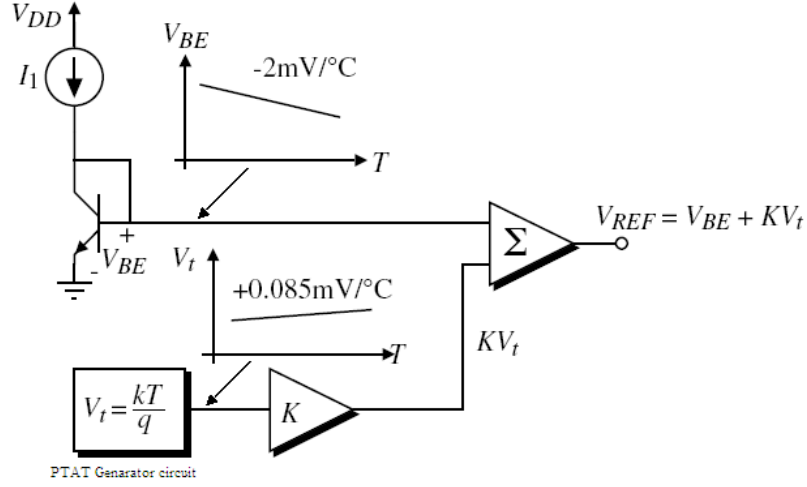 V_DD
I_1
V_BE
-2mV/°C
T
V_REF = V_BE + KV_t
Σ
+
-
V_BE
V_t
+0.085mV/°C
T
KV_t
V_t = kT/q
K
PTAT Genarator circuit